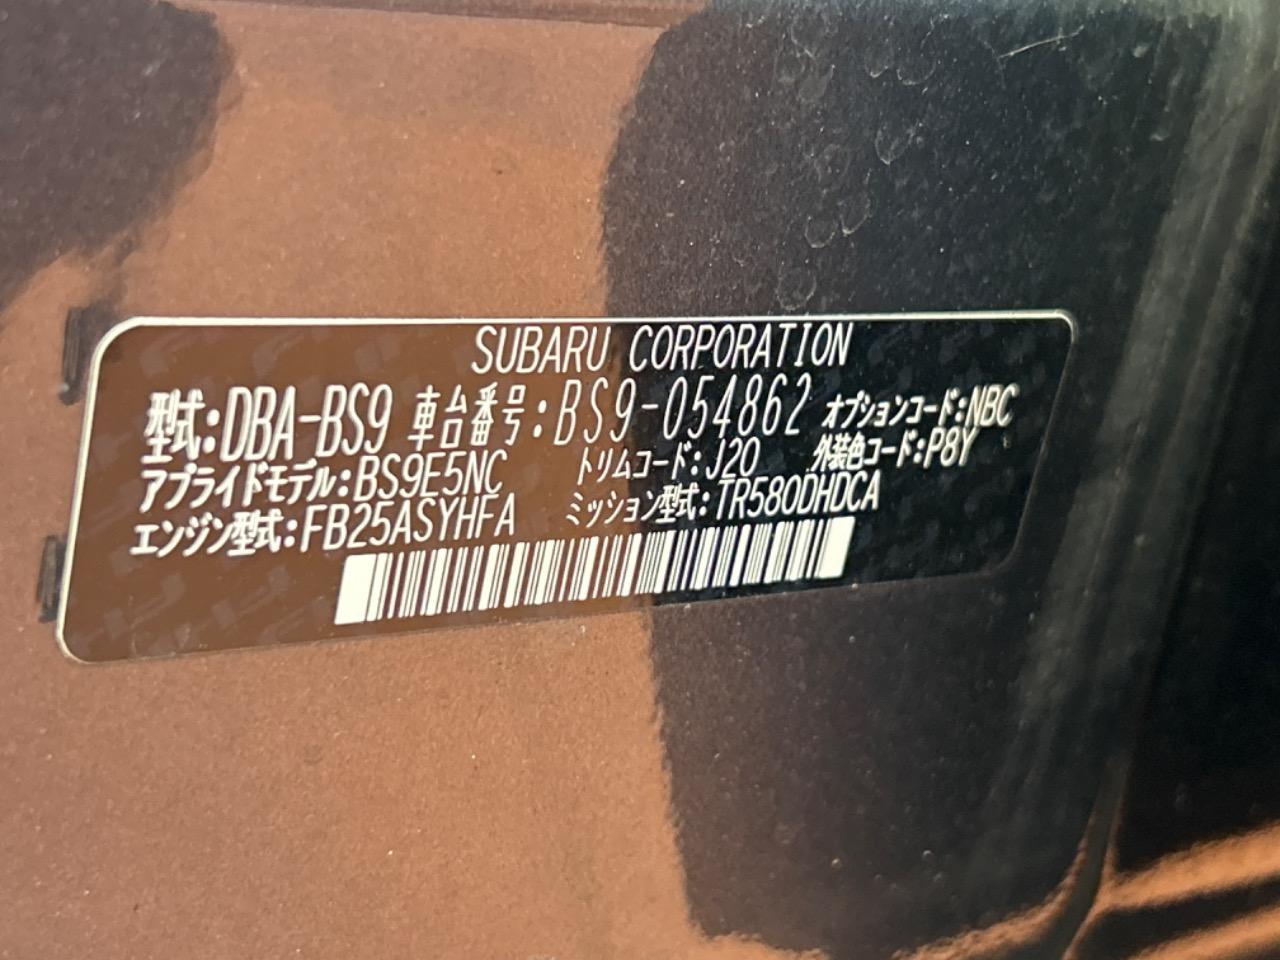 SUBARU CORPORATION
型式:DBA-BS9 車台番号:BS9-054862 オプションコード:NBC
アプライドモデル:BS9E5NC トリムコード:J20 外装色コード:P8Y
エンジン型式:FB25ASYHFA ミッション型式:TR580DHDCA